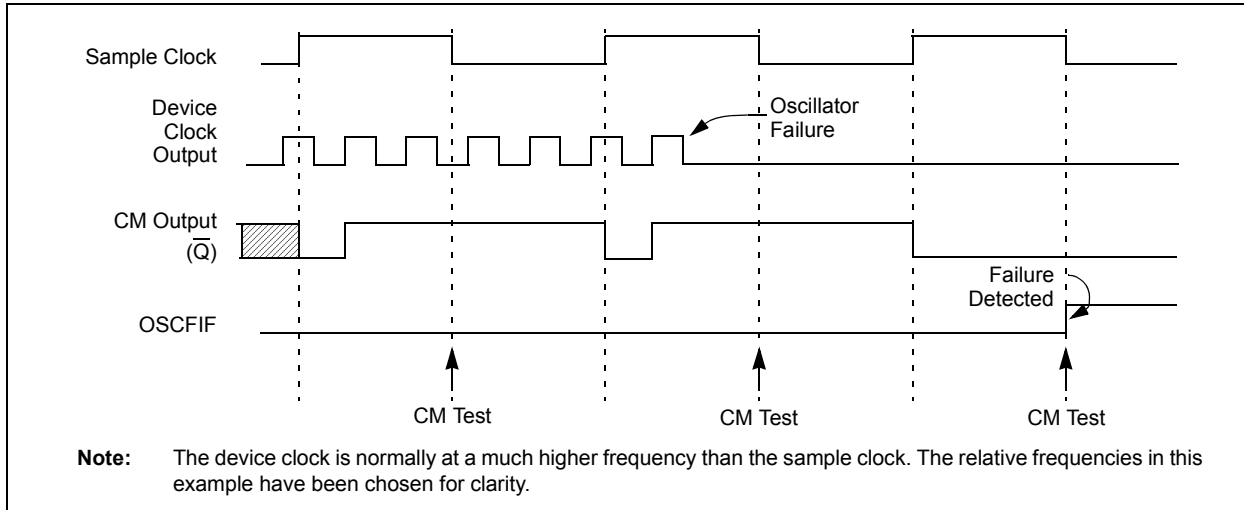 Sample Clock
Device
Clock
Output
Oscillator
Failure
CM Output
(Q̅)
Failure
Detected
OSCFIF
CM Test
CM Test
CM Test
Note: The device clock is normally at a much higher frequency than the sample clock. The relative frequencies in this
example have been chosen for clarity.